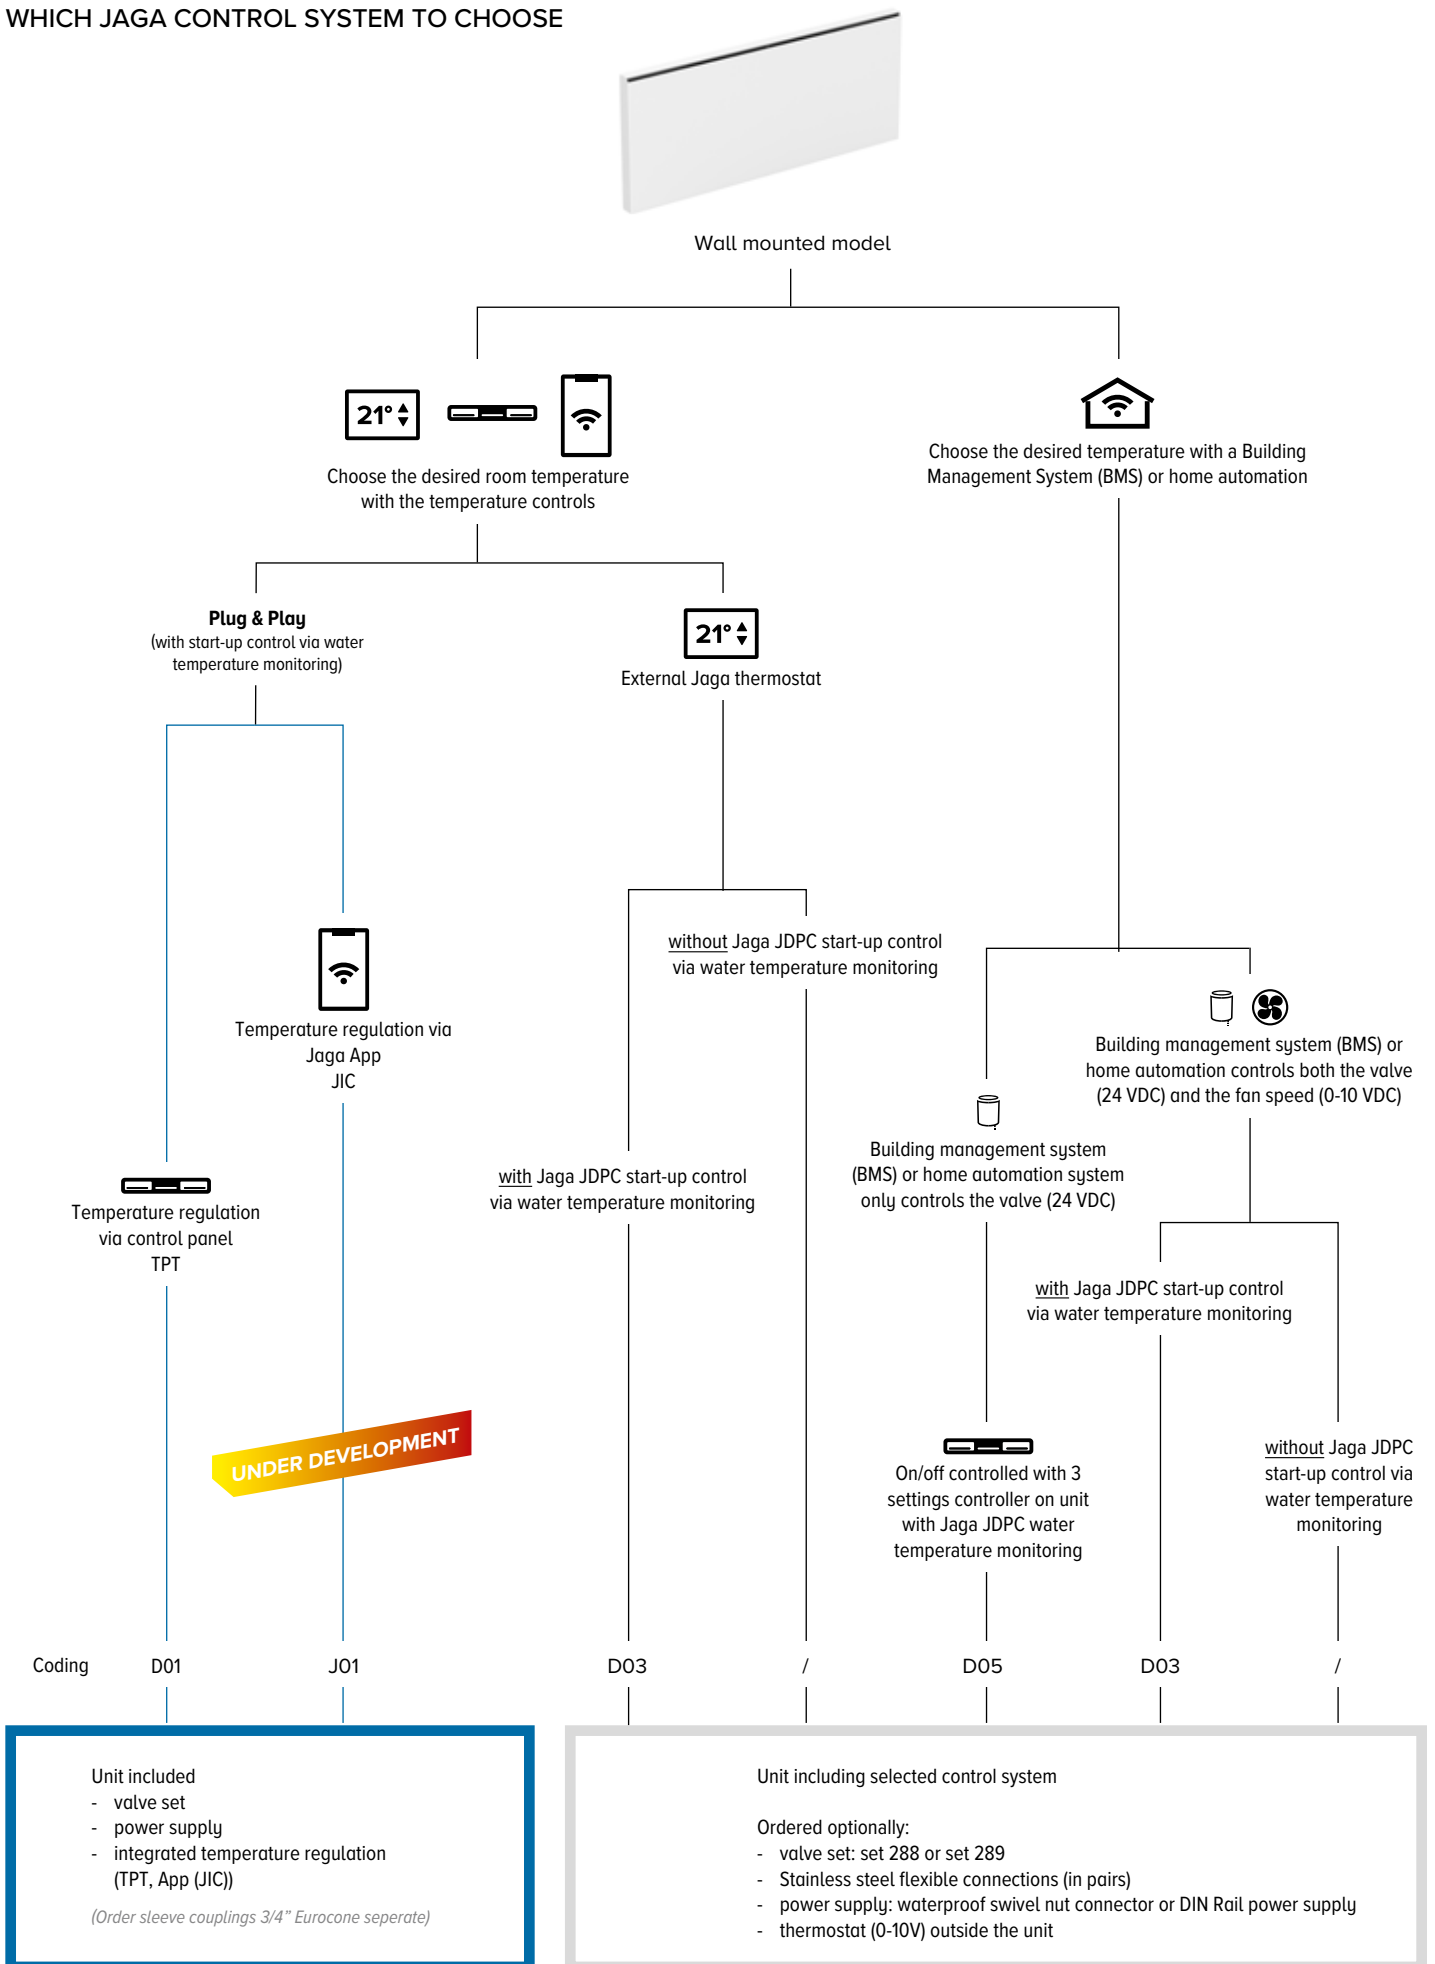 WHICH JAGA CONTROL SYSTEM TO CHOOSE
Wall mounted model
21°
Choose the desired room temperature
with the temperature controls
Choose the desired temperature with a Building
Management System (BMS) or home automation
Plug & Play
(with start-up control via water
temperature monitoring)
21°
External Jaga thermostat
without Jaga JDPC start-up control
via water temperature monitoring
Temperature regulation via
Jaga App
JIC
Building management system (BMS) or
home automation controls both the valve
(24 VDC) and the fan speed (0-10 VDC)
Building management system
(BMS) or home automation system
only controls the valve (24 VDC)
with Jaga JDPC start-up control
via water temperature monitoring
Temperature regulation
via control panel
TPT
with Jaga JDPC start-up control
via water temperature monitoring
UNDER DEVELOPMENT
On/off controlled with 3
settings controller on unit
with Jaga JDPC water
temperature monitoring
without Jaga JDPC
start-up control via
water temperature
monitoring
Coding D01 J01 D03 / D05 D03 /
Unit included
- valve set
- power supply
- integrated temperature regulation
(TPT, App (JIC))
(Order sleeve couplings 3/4” Eurocone seperate)
Unit including selected control system
Ordered optionally:
- valve set: set 288 or set 289
- Stainless steel flexible connections (in pairs)
- power supply: waterproof swivel nut connector or DIN Rail power supply
- thermostat (0-10V) outside the unit